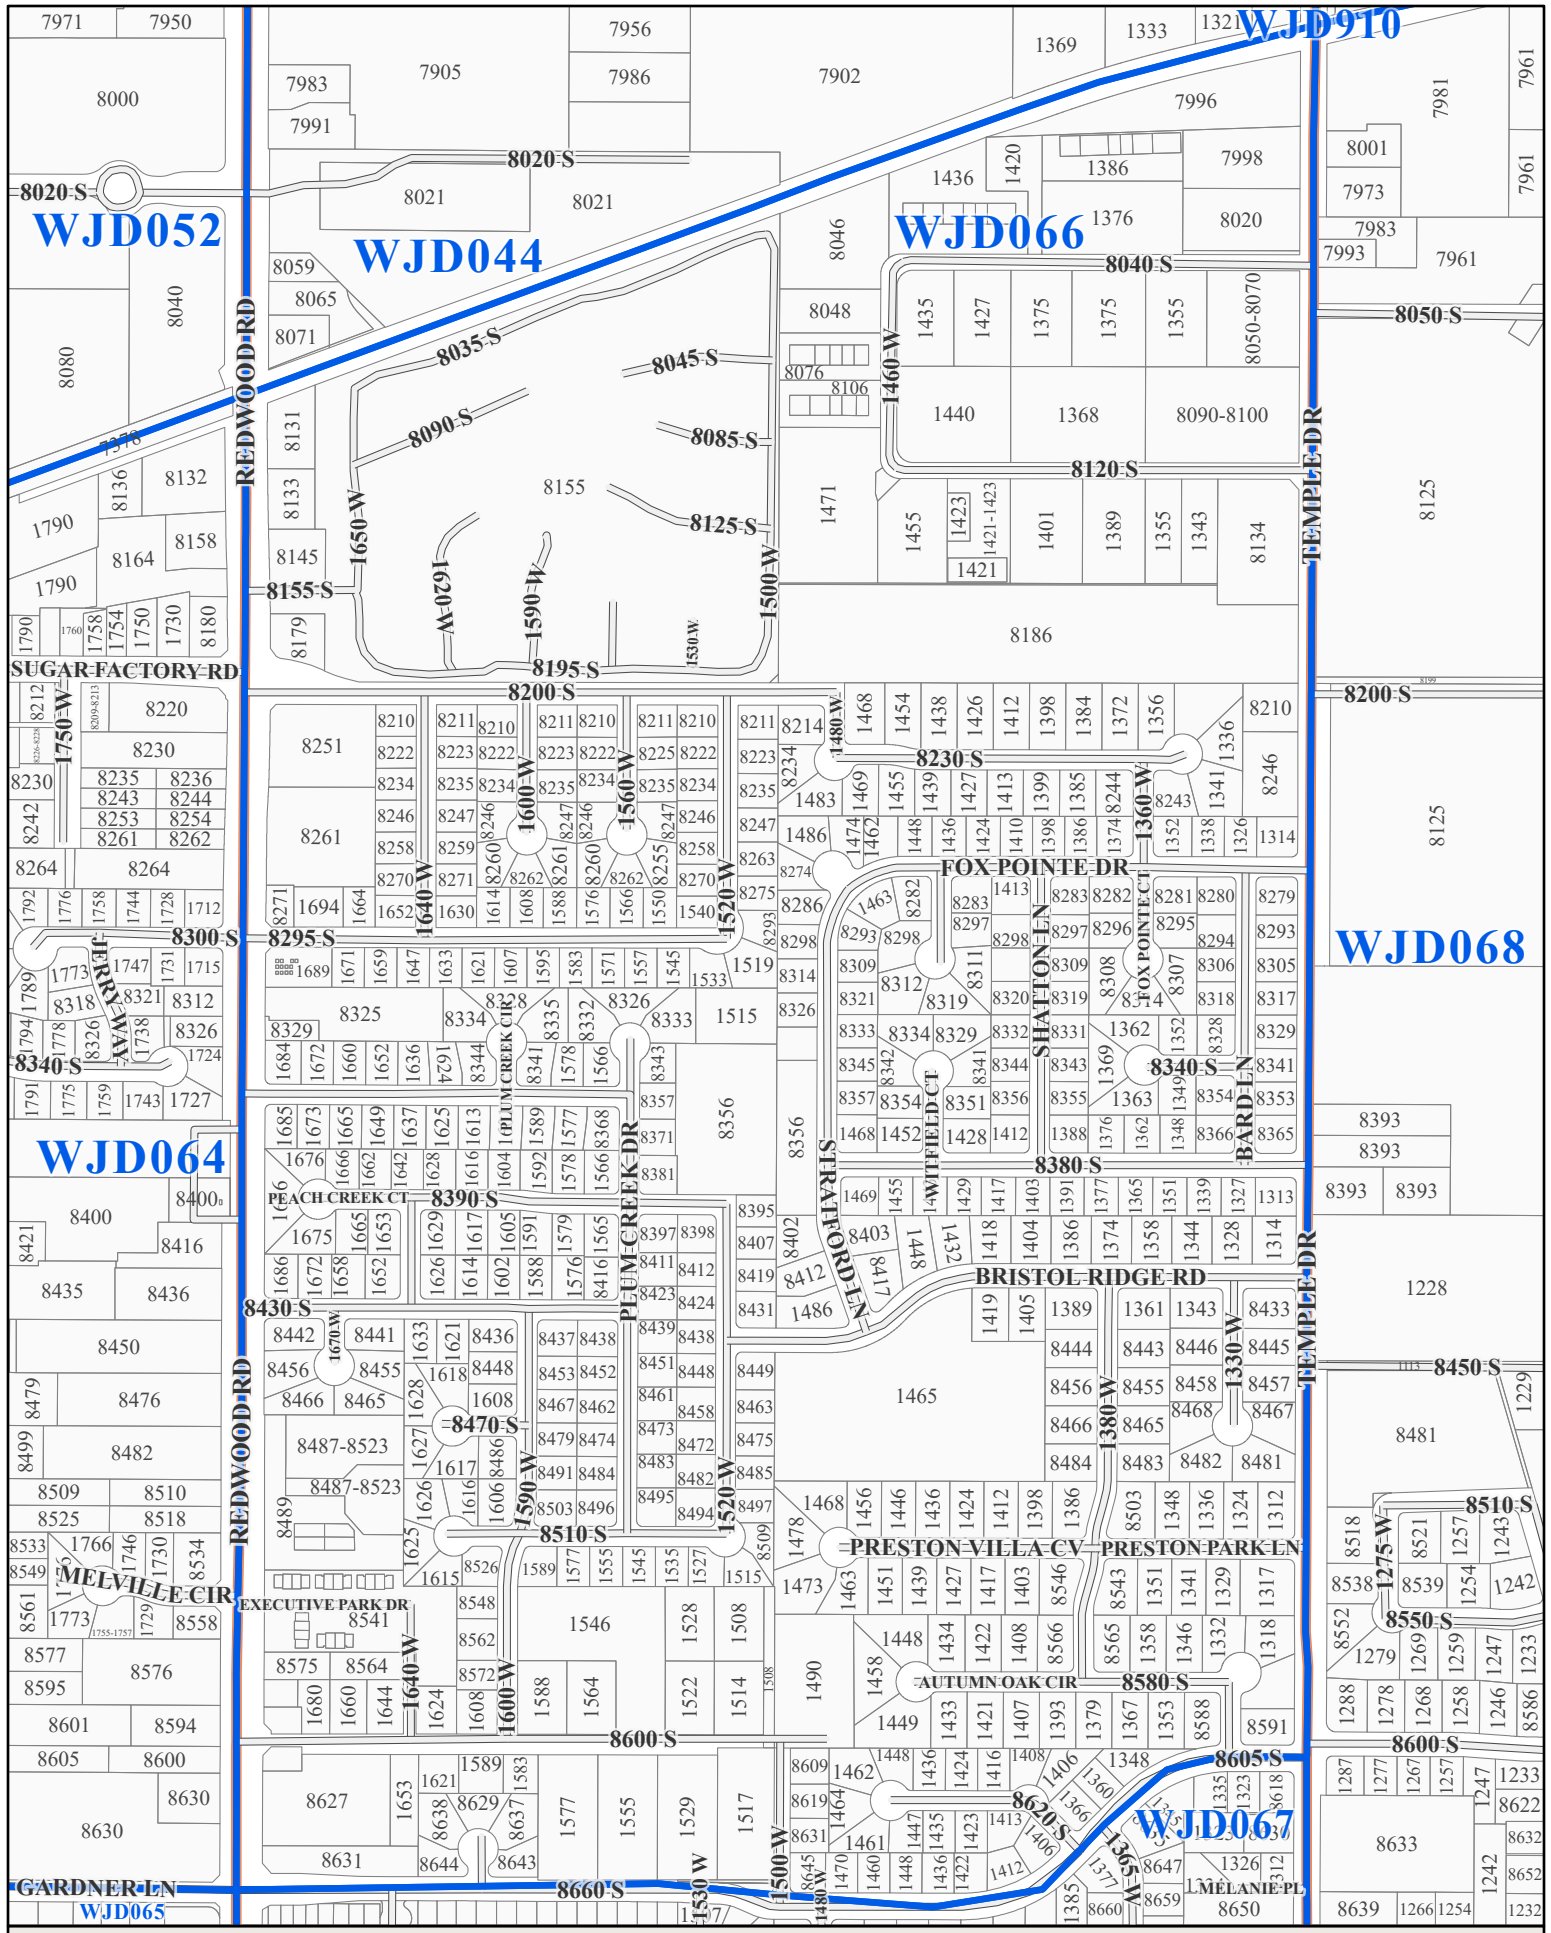 7971 7950 7956 1369 1333 1321 WJD910
8000 7983 7905 7986 7902 7981 7961
7991 7996
8020 S 8020 S 1420 1386 7998 8001
8021 8021 1436 1376 8020 7973 7961
WJD052 WJD044 8046 WJD066 7983
8059 8040 S 7993 7961
8040 8065 8048 1435 1427 1375 1375 1355 8050-8070 8050 S
8080 REDWOOD RD 8071 8035 S 8045 S 8076 1460 W
8106
7378 8131 8090 S 8085 S 1440 1368 8090-8100 TEMPLE DR
8136 8132 8133 1650 W 8155 8120 S
1790 8158 8125 S 1471 1455 1423 1421-1423 1401 1389 1355 1343 8134 8125
8164 8145 1421
1790 8155 S 1620 W 1590 W 1500 W
1790 1760 1758 1754 1750 1730 8180 8179 1530 W 8186
SUGAR FACTORY RD 8195 S
8212 1750 W 8209-8213 8220 8200 S 8199 8200 S
8210 8211 8210 8211 8210 8211 8210 8211 8214 1480 W 1468 1454 1438 1426 1412 1398 1384 1372 1356 8210
8226-8228 8230 8251 8222 8223 8222 8223 8222 8225 8222 8223 8234 8230 S 1336
8230 8235 8236 8234 8235 8234 8235 8234 8235 8234 8235 1483 1469 1455 1439 1427 1413 1399 1385 8244 1360 W 8243 1341 8246
8242 8243 8244 8246 8247 8246 1600 W 8247 8246 1560 W 8247 8246 8247
8253 8254 8261 8258 8259 8260 8261 8260 8255 8258 8263 1486 1474 1462 1448 1436 1424 1410 1398 1386 1374 1352 1338 1326 1314 8125
8261 8262
8264 8264 8270 8271 8262 8262 8270 8275 8274 FOX POINTE DR
1792 1776 1758 1744 1728 1712 8271 1694 1664 1652 1640 W 1630 1614 1608 1588 1576 1566 1550 1540 1520 W 8293 8286 1463 8282 8283 1413 8283 8282 8281 8280 8279
8300 S 8295 S 8298 8293 8298 8297 8298 8297 8296 8295 8294 8293
WJD068
1789 1773 JERRY WAY 1747 1731 1715 1689 1671 1659 1647 1633 1621 1607 1595 1583 1571 1557 1545 1533 1519 8314 8309 8312 8311 SHATTON LN 8309 8308 FOX POINTE CT 8307 8306 8305
8318 8321 8312 8325 8334 8328 8335 8332 8326 8333 1515 8326 8321 8319 8320 8319 8314 8318 8317
1794 1778 8326 1738 8326 8329 PLUM CREEK CIR 8333 8334 8329 8332 8331 1362 1352 8328 8329
8340 S 1724 1684 1672 1660 1652 1636 1624 8344 8341 1578 1566 8343 8345 8342 8341 8344 8343 1369 8340 S 8341
1791 1775 1759 1743 1727 8357 8356 8356 8357 8354 WITFIELD CT 8351 8356 8355 1363 1349 8354 BARD LN 8353
WJD064 1685 1673 1665 1649 1637 1625 1613 1589 1577 8368 8371 1468 1452 1428 1412 1388 1376 1362 1348 8366 8365 8393
8393
1676 1666 1662 1642 1628 1616 1604 1592 1578 1566 8381 PLUM CREEK DR STRATFORD LN 8380 S
8400 8400 PEACH CREEK CT 8390 S 8395 1469 1455 1429 1417 1403 1391 1377 1365 1351 1339 1327 1313 8393 8393
8421 8416 1675 1665 1653 1629 1617 1605 1591 1579 1565 8397 8398 8407 8402 8403 1448 1432 1418 1404 1386 1374 1358 1344 1328 1314
8435 8436 1686 1672 1658 1652 1626 1614 1602 1588 1576 8416 8411 8412 8419 8412 8417 BRISTOL RIDGE RD 1228
8430 S 8423 8424 8431 1486 1419 1405 1389 1361 1343 1330 W 8433 TEMPLE DR
8450 8442 1670 W 8441 1633 1621 8436 8437 8438 8439 8438 8444 8443 8446 8445
8479 8476 8456 8455 1618 8448 8453 8452 8451 8448 8449 1465 8456 1380 W 8455 8458 8457 1113 8450 S
8466 8465 1628 1608 8467 8462 8461 8458 8463 8468 8467 1229
8499 8482 8487-8523 1627 8470 S 8479 8474 8473 8472 8475 8466 8465 8481
REDWOOD RD 8487-8523 1617 8486 8491 8484 8483 8482 8485 8484 8483 8482 8481
8509 8510 1626 1616 1606 1590 W 8503 8496 8495 8494 8497 1468 1456 1446 1436 1424 1412 1398 1386 8503 1348 1336 1324 1312
8525 8518 8489 1625 8510 S 1520 W 8509 1478 PRESTON VILLA CV PRESTON PARK LN 8510 S
8533 1766 1746 1730 8534 8526 1589 1577 1555 1545 1535 1527 1515 8518 1275 W 8521 1257 1243
8549 MELVILLE CIR 1615 1473 1463 1451 1439 1427 1417 1403 8546 8543 1351 1341 1329 1317 8538 8539 1254 1242
8561 1773 1729 8558 EXECUTIVE PARK DR 8541 8548 1546 1528 1508 8552 8550 S
1755-1757 8562 1448 1434 1422 1408 8566 8565 1358 1346 1332 1318
8577 8576 8575 8564 1640 W 8572 1458 1279 1269 1259 1247 1233
8595 1680 1660 1644 1624 1608 1600 W 1588 1564 1522 1514 1508 1490 AUTUMN OAK CIR 8580 S 1288 1278 1268 1258 1246 8586
8601 8594 1449 1433 1421 1407 1393 1379 1367 1353 8588 8591
8605 8600 8600 S 8605 S 8600 S
8627 1653 1621 1589 1583 8609 1462 1448 1436 1424 1416 1408 1406 1348 1287 1277 1267 1257 1247 1233
8630 8638 8629 8637 1577 1555 1529 1517 8619 1464 1360 1366 1335 1323 8618 8622
8630 8631 1461 1447 1435 1423 1413 8620 S 1406 WJD067 8633 8632
8631 8644 8643 1500 W 8645 1470 1460 1448 1436 1422 1412 1377 1365 W 8647 1326 1312 1242 8652
GARDNER LN 8660 S 1530 W 1480 W 1385 8660 8659 MELANIE PL
WJD065 8650 8639 1266 1254 1232